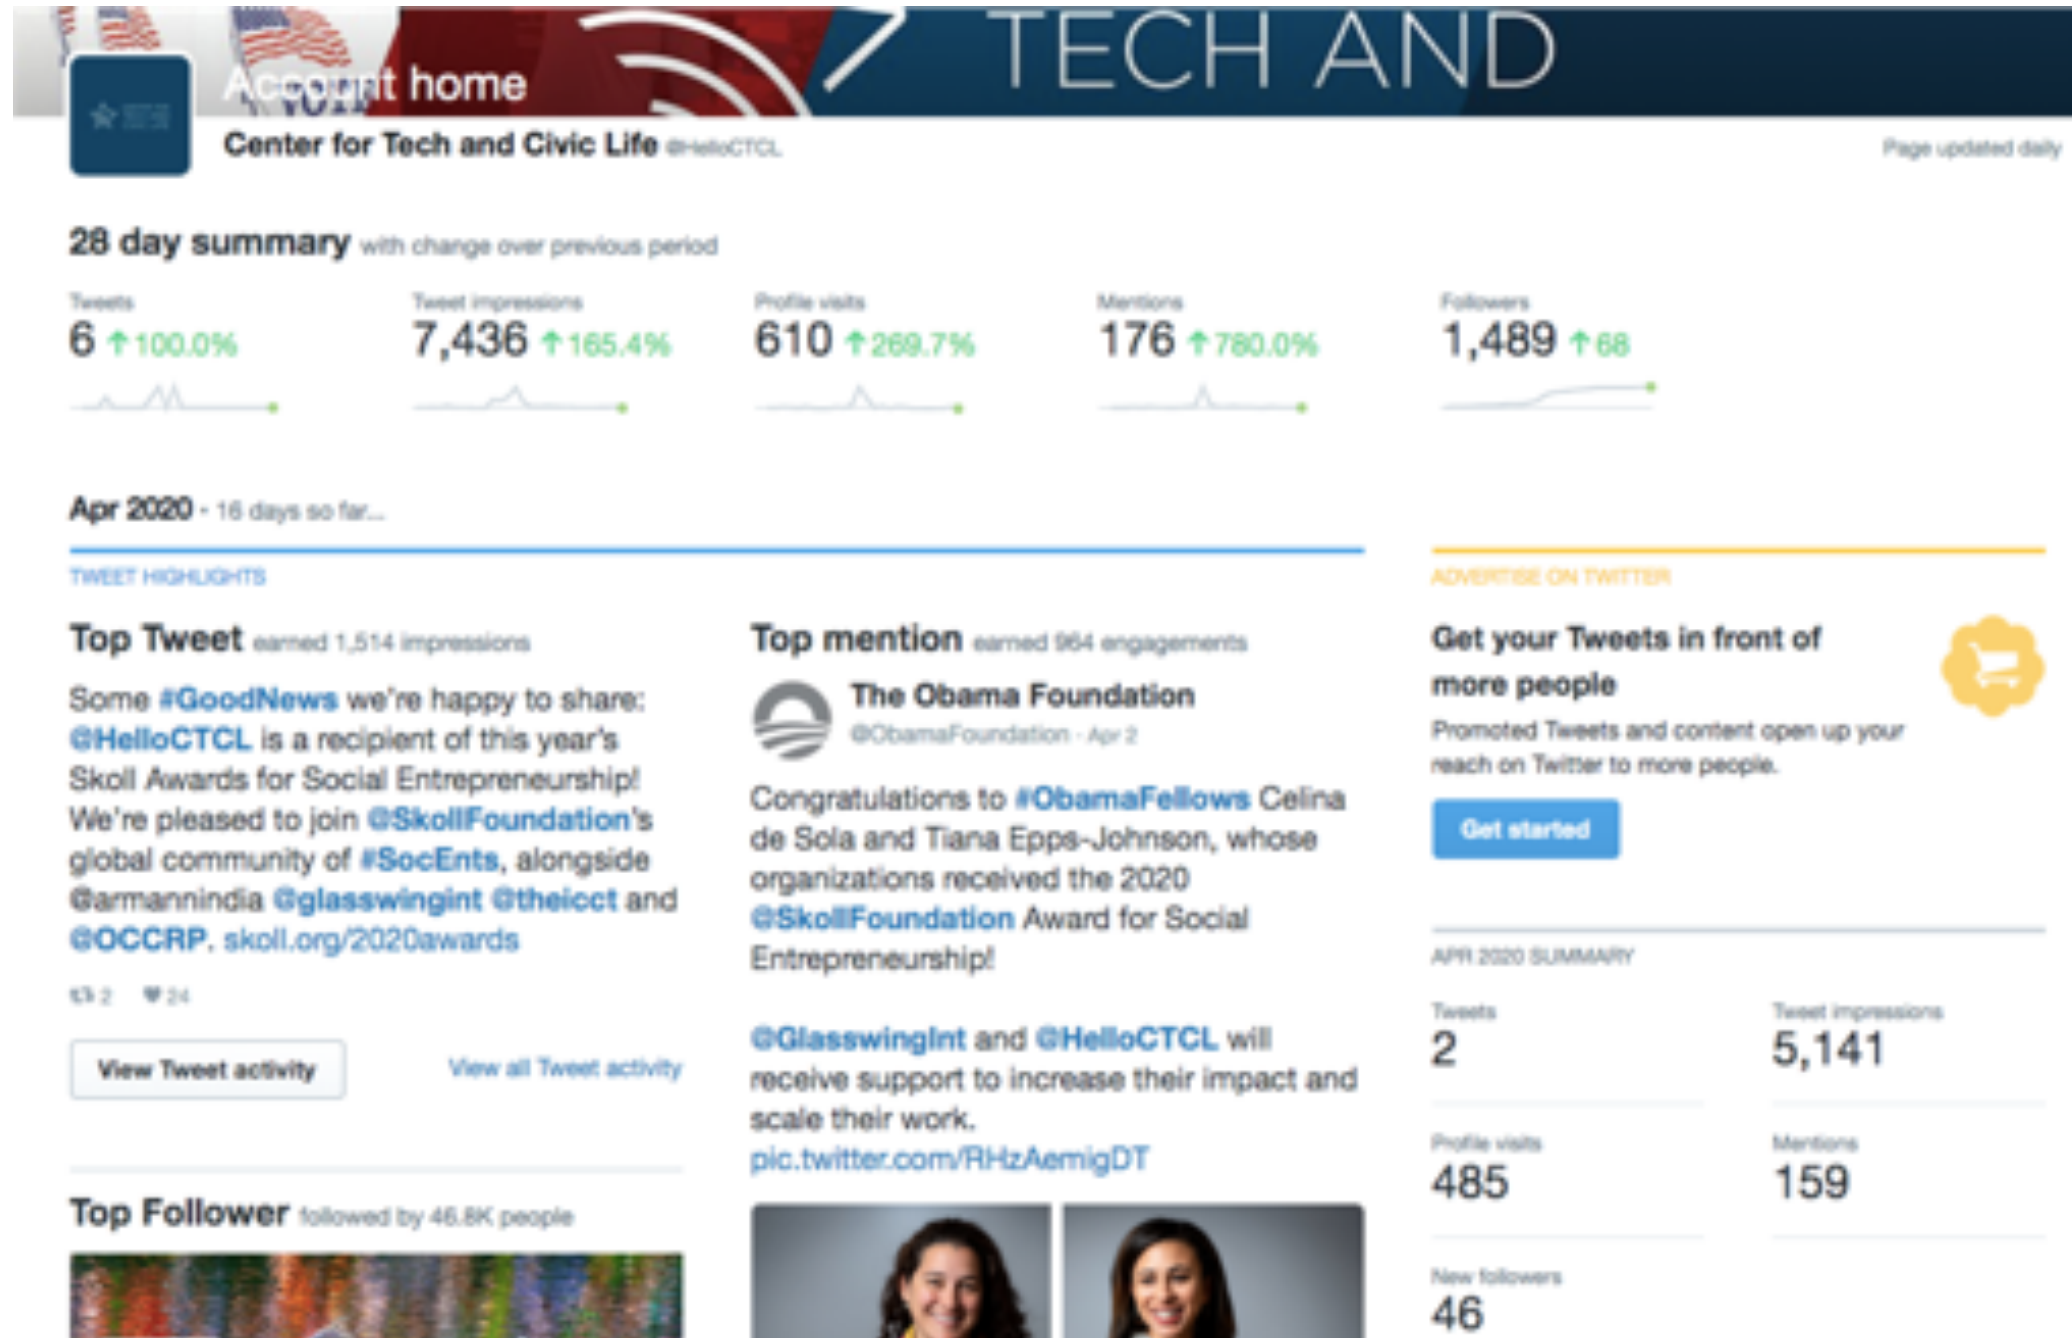 TECH AND
VOTE
Account home
Center for Tech and Civic Life @HelloCTCL
Page updated daily
28 day summary with change over previous period
Tweets
6 ↑100.0%
Tweet impressions
7,436 ↑165.4%
Profile visits
610 ↑269.7%
Mentions
176 ↑780.0%
Followers
1,489 ↑68
Apr 2020 · 16 days so far...
TWEET HIGHLIGHTS
Top Tweet earned 1,514 impressions
Some #GoodNews we're happy to share:
@HelloCTCL is a recipient of this year's
Skoll Awards for Social Entrepreneurship!
We're pleased to join @SkollFoundation's
global community of #SocEnts, alongside
@armannindia @glasswingint @theicct and
@OCCRP. skoll.org/2020awards
2 24
View Tweet activity
View all Tweet activity
Top Follower followed by 46.8K people
Top mention earned 964 engagements
The Obama Foundation
@ObamaFoundation · Apr 2
Congratulations to #ObamaFellows Celina
de Sola and Tiana Epps-Johnson, whose
organizations received the 2020
@SkollFoundation Award for Social
Entrepreneurship!
@GlasswingInt and @HelloCTCL will
receive support to increase their impact and
scale their work.
pic.twitter.com/RHzAemigDT
ADVERTISE ON TWITTER
Get your Tweets in front of
more people
Promoted Tweets and content open up your
reach on Twitter to more people.
Get started
APR 2020 SUMMARY
Tweets
2
Tweet impressions
5,141
Profile visits
485
Mentions
159
New followers
46